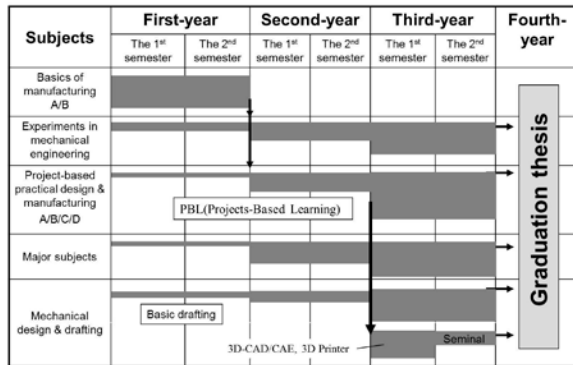 Subjects
First-year
Second-year
Third-year
Fourth-
year
The 1st
semester
The 2nd
semester
The 1st
semester
The 2nd
semester
The 1st
semester
The 2nd
semester
Basics of
manufacturing
A/B
Experiments in
mechanical
engineering
Project-based
practical design &
manufacturing
A/B/C/D
PBL(Projects-Based Learning)
Major subjects
Mechanical
design & drafting
Basic drafting
3D-CAD/CAE, 3D Printer
Seminal
Graduation thesis